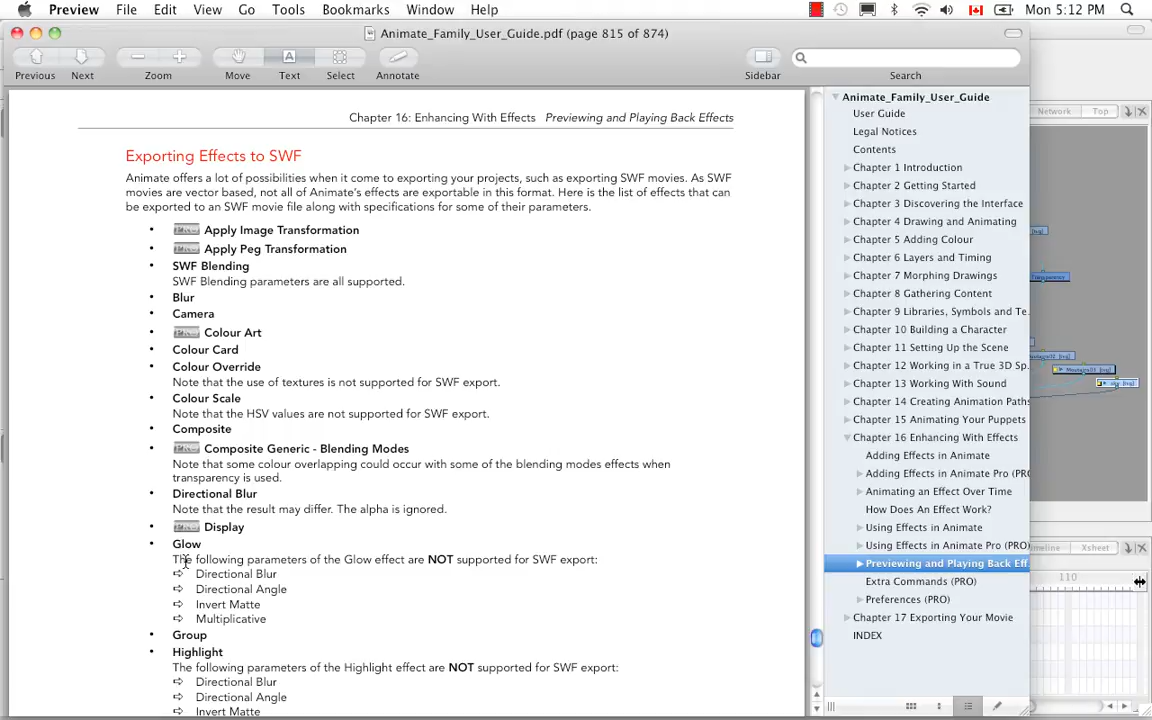 Preview File Edit View Go Tools Bookmarks Window Help Mon 5:12 PM
Animate_Family_User_Guide.pdf (page 815 of 874)
Previous Next Zoom Move Text Select Annotate Sidebar Search
Chapter 16: Enhancing With Effects Previewing and Playing Back Effects
Exporting Effects to SWF
Animate offers a lot of possibilities when it come to exporting your projects, such as exporting SWF movies. As SWF
movies are vector based, not all of Animate's effects are exportable in this format. Here is the list of effects that can
be exported to an SWF movie file along with specifications for some of their parameters.
• Apply Image Transformation
• Apply Peg Transformation
• SWF Blending
SWF Blending parameters are all supported.
• Blur
• Camera
• Colour Art
• Colour Card
• Colour Override
Note that the use of textures is not supported for SWF export.
• Colour Scale
Note that the HSV values are not supported for SWF export.
• Composite
• Composite Generic - Blending Modes
Note that some colour overlapping could occur with some of the blending modes effects when
transparency is used.
• Directional Blur
Note that the result may differ. The alpha is ignored.
• Display
• Glow
The following parameters of the Glow effect are NOT supported for SWF export:
⇨ Directional Blur
⇨ Directional Angle
⇨ Invert Matte
⇨ Multiplicative
• Group
• Highlight
The following parameters of the Highlight effect are NOT supported for SWF export:
⇨ Directional Blur
⇨ Directional Angle
⇨ Invert Matte
Animate_Family_User_Guide
User Guide
Legal Notices
Contents
Chapter 1 Introduction
Chapter 2 Getting Started
Chapter 3 Discovering the Interface
Chapter 4 Drawing and Animating
Chapter 5 Adding Colour
Chapter 6 Layers and Timing
Chapter 7 Morphing Drawings
Chapter 8 Gathering Content
Chapter 9 Libraries, Symbols and Te...
Chapter 10 Building a Character
Chapter 11 Setting Up the Scene
Chapter 12 Working in a True 3D Sp...
Chapter 13 Working With Sound
Chapter 14 Creating Animation Paths
Chapter 15 Animating Your Puppets
Chapter 16 Enhancing With Effects
Adding Effects in Animate
Adding Effects in Animate Pro (PRO
Animating an Effect Over Time
How Does An Effect Work?
Using Effects in Animate
Using Effects in Animate Pro (PRO)
Previewing and Playing Back Eff
Extra Commands (PRO)
Preferences (PRO)
Chapter 17 Exporting Your Movie
INDEX
Network Top
Timeline Xsheet
110